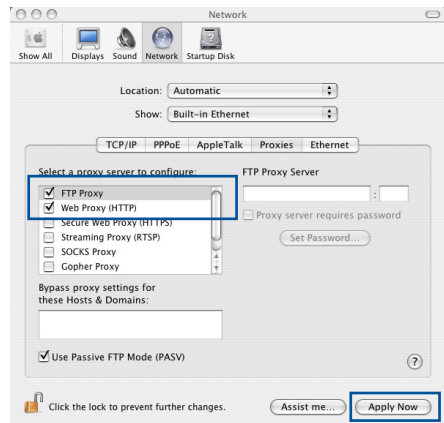 Network
Show All Displays Sound Network Startup Disk
Location: Automatic
Show: Built-in Ethernet
TCP/IP PPPoE AppleTalk Proxies Ethernet
Select a proxy server to configure: FTP Proxy Server
FTP Proxy
Web Proxy (HTTP)
:
Secure Web Proxy (HTTPS)
Proxy server requires password
Streaming Proxy (RTSP)
Set Password...
SOCKS Proxy
Gopher Proxy
Bypass proxy settings for
these Hosts & Domains:
Use Passive FTP Mode (PASV)
?
Click the lock to prevent further changes.
Assist me... Apply Now